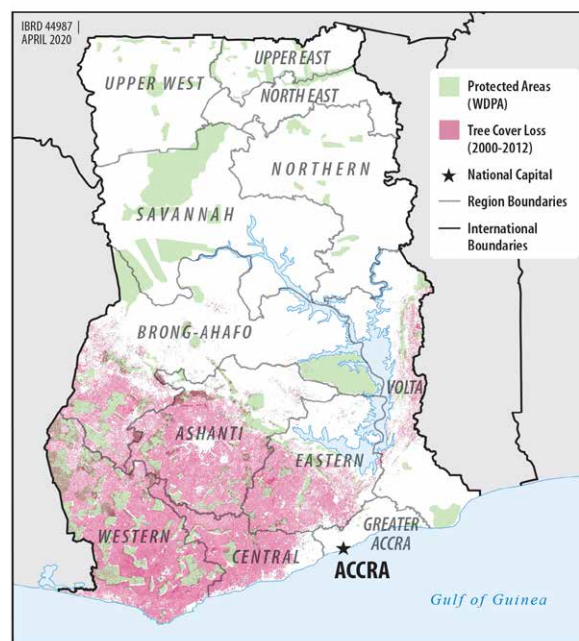 IBRD 44987 |
APRIL 2020
UPPER EAST
UPPER WEST
NORTH EAST
NORTHERN
SAVANNAH
BRONG-AHAFO
VOLTA
ASHANTI
EASTERN
WESTERN
CENTRAL
GREATER
ACCRA
ACCRA
Gulf of Guinea
Protected Areas
(WDPA)
Tree Cover Loss
(2000-2012)
National Capital
Region Boundaries
International
Boundaries